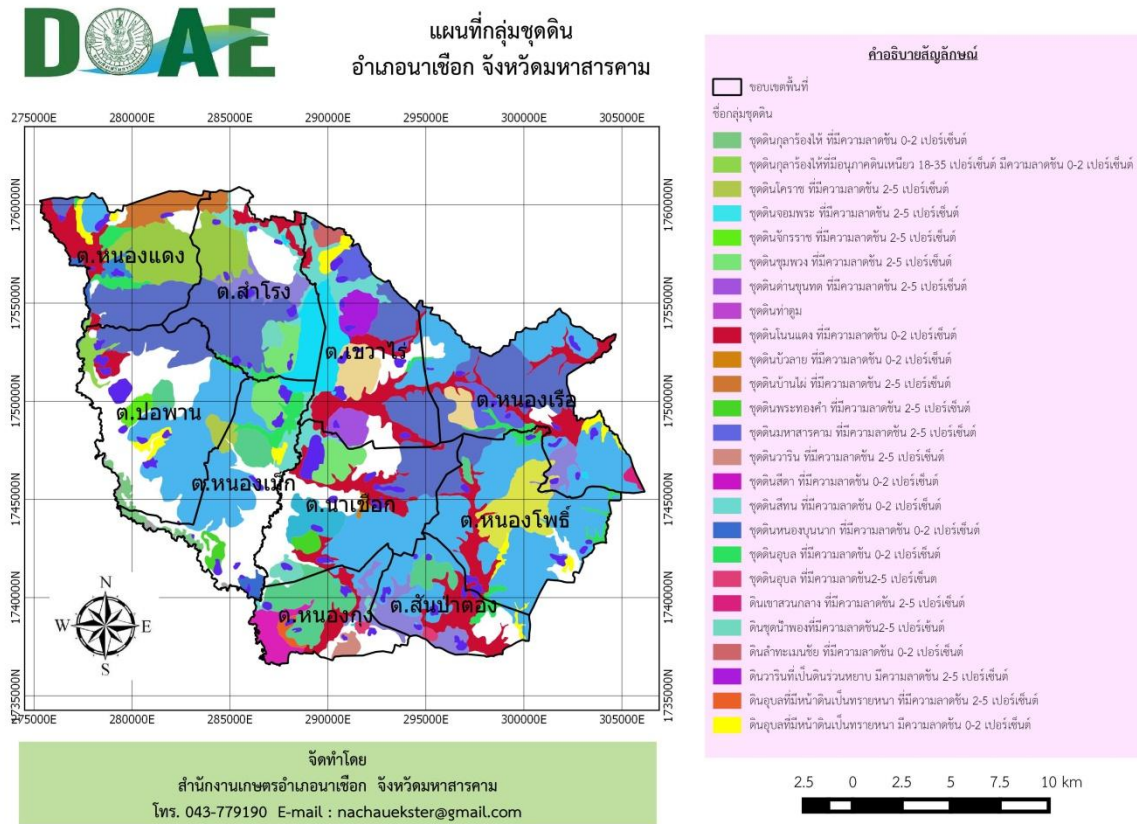 DOAE
แผนที่กลุ่มชุดดิน
อำเภอนาเชือก จังหวัดมหาสารคาม
2750000E 2800000E 2850000E 2900000E 2950000E 3000000E 3050000E
1760000N 1760000N
1755000N 1755000N
1750000N 1750000N
1745000N 1745000N
1740000N 1740000N
1735000N 1735000N
ต.หนองแดง
ต.สำโรง
ต.เขวาไร่
ต.หนองเรือ
ต.ปอพาน
ต.หนองเม็ก
ต.นาเชือก
ต.หนองโพธิ์
ต.สันป่าตอง
ต.หนองกุง
N
W E
S
2750000E 2800000E 2850000E 2900000E 2950000E 3000000E 3050000E
จัดทำโดย
สำนักงานเกษตรอำเภอนาเชือก จังหวัดมหาสารคาม
โทร. 043-779190 E-mail : nachauekster@gmail.com
คำอธิบายสัญลักษณ์
ขอบเขตพื้นที่
ชื่อกลุ่มชุดดิน
ชุดดินกุลาร้องไห้ ที่มีความลาดชัน 0-2 เปอร์เซ็นต์
ชุดดินกุลาร้องไห้ที่มีอนุภาคดินเหนียว 18-35 เปอร์เซ็นต์ มีความลาดชัน 0-2 เปอร์เซ็นต์
ชุดดินโคราช ที่มีความลาดชัน 2-5 เปอร์เซ็นต์
ชุดดินจอมพระ ที่มีความลาดชัน 2-5 เปอร์เซ็นต์
ชุดดินจักรราช ที่มีความลาดชัน 2-5 เปอร์เซ็นต์
ชุดดินชุมพวง ที่มีความลาดชัน 2-5 เปอร์เซ็นต์
ชุดดินด่านขุนทด ที่มีความลาดชัน 2-5 เปอร์เซ็นต์
ชุดดินท่าตูม
ชุดดินโนนแดง ที่มีความลาดชัน 0-2 เปอร์เซ็นต์
ชุดดินบัวลาย ที่มีความลาดชัน 0-2 เปอร์เซ็นต์
ชุดดินบ้านไผ่ ที่มีความลาดชัน 2-5 เปอร์เซ็นต์
ชุดดินพระทองคำ ที่มีความลาดชัน 2-5 เปอร์เซ็นต์
ชุดดินมหาสารคาม ที่มีความลาดชัน 2-5 เปอร์เซ็นต์
ชุดดินวาริน ที่มีความลาดชัน 2-5 เปอร์เซ็นต์
ชุดดินสีดา ที่มีความลาดชัน 0-2 เปอร์เซ็นต์
ชุดดินสีทน ที่มีความลาดชัน 0-2 เปอร์เซ็นต์
ชุดดินหนองบุนนาก ที่มีความลาดชัน 0-2 เปอร์เซ็นต์
ชุดดินอุบล ที่มีความลาดชัน 0-2 เปอร์เซ็นต์
ชุดดินอุบล ที่มีความลาดชัน2-5 เปอร์เซ็นต์
ดินเขาสวนกลาง ที่มีความลาดชัน 2-5 เปอร์เซ็นต์
ดินชุดน้ำพองที่มีความลาดชัน2-5 เปอร์เซ็นต์
ดินลำทะเมนชัย ที่มีความลาดชัน 0-2 เปอร์เซ็นต์
ดินวารินที่เป็นดินร่วนหยาบ มีความลาดชัน 2-5 เปอร์เซ็นต์
ดินอุบลที่มีหน้าดินเป็นทรายหนา ที่มีความลาดชัน 2-5 เปอร์เซ็นต์
ดินอุบลที่มีหน้าดินเป็นทรายหนา มีความลาดชัน 0-2 เปอร์เซ็นต์
2.5 0 2.5 5 7.5 10 km